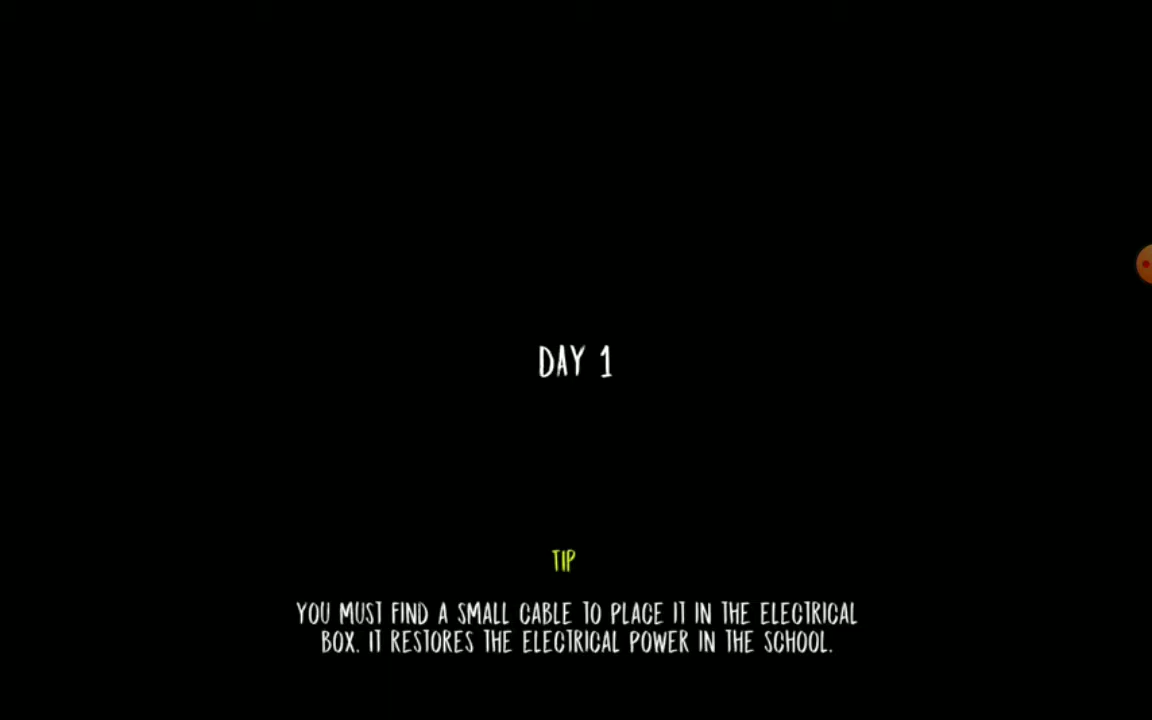 DAY 1
TIP
YOU MUST FIND A SMALL CABLE TO PLACE IT IN THE ELECTRICAL
BOX. IT RESTORES THE ELECTRICAL POWER IN THE SCHOOL.